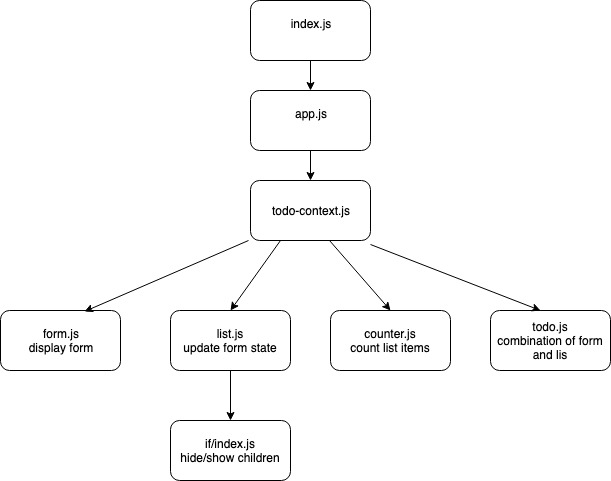 index.js
app.js
todo-context.js
form.js
display form
list.js
update form state
counter.js
count list items
todo.js
combination of form
and lis
if/index.js
hide/show children